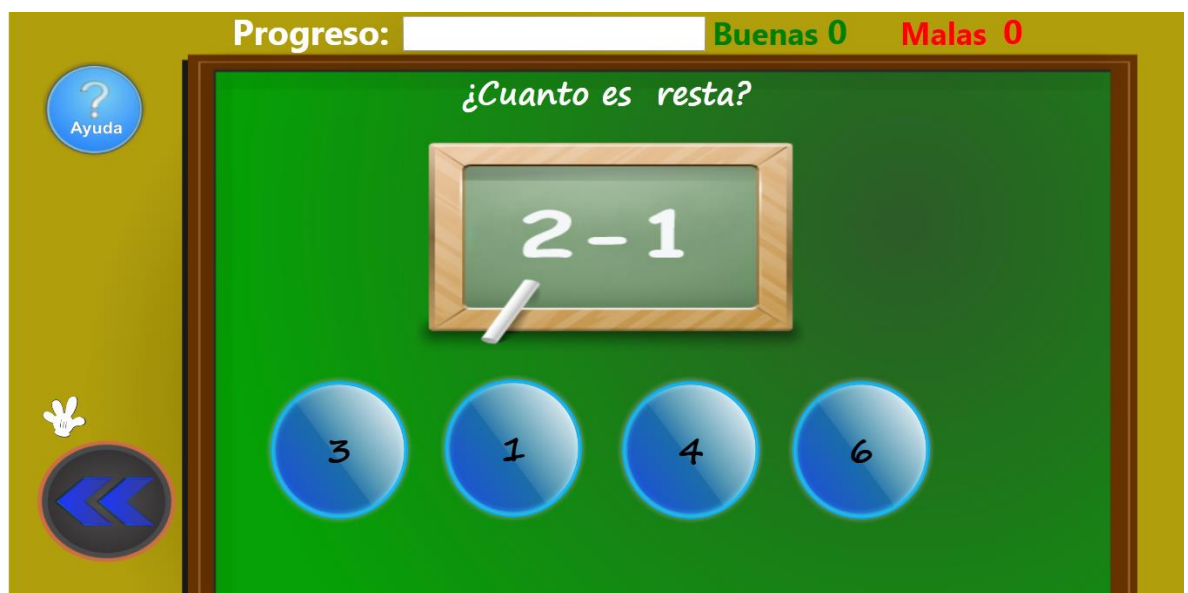 Progreso: Buenas 0 Malas 0
Ayuda
¿Cuanto es resta?
2-1
3 1 4 6